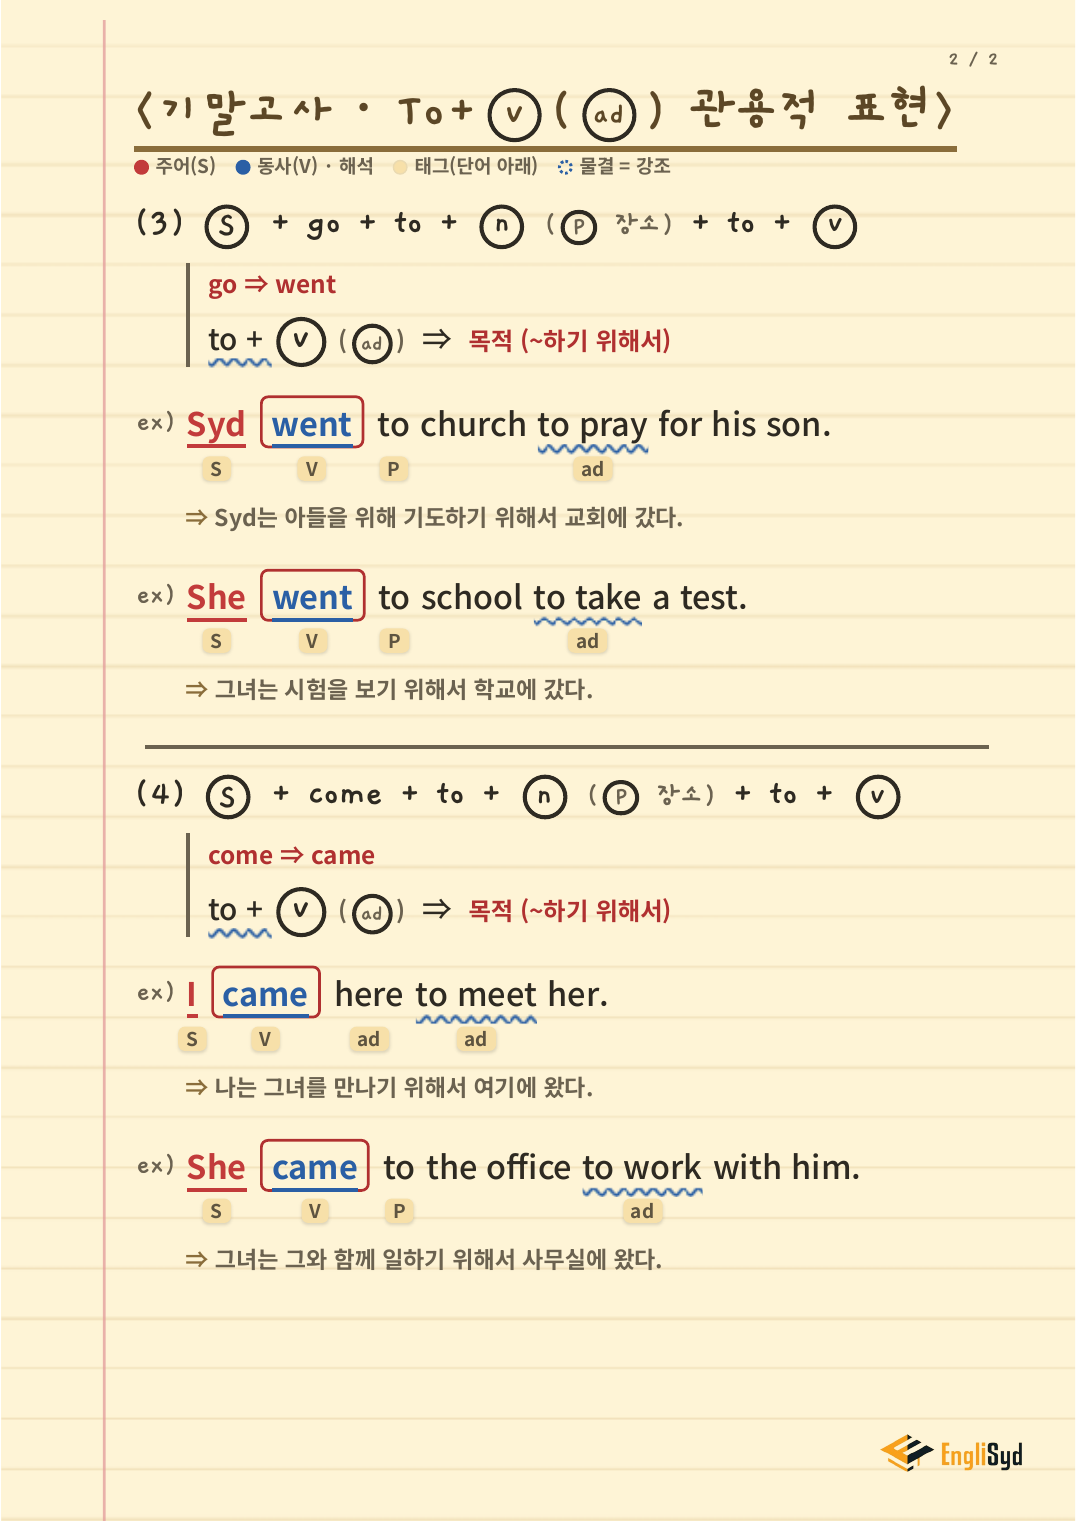 2 / 2
〈기말고사 · To+ v ( ad ) 관용적 표현〉
주어(S) 동사(V) · 해석 태그(단어 아래) 물결 = 강조
(3) S + go + to + n ( P 장소) + to + v
go ⇒ went
to + v (ad) ⇒ 목적 (~하기 위해서)
ex) Syd went to church to pray for his son.
S V P ad
⇒ Syd는 아들을 위해 기도하기 위해서 교회에 갔다.
ex) She went to school to take a test.
S V P ad
⇒ 그녀는 시험을 보기 위해서 학교에 갔다.
(4) S + come + to + n ( P 장소) + to + v
come ⇒ came
to + v (ad) ⇒ 목적 (~하기 위해서)
ex) I came here to meet her.
S V ad ad
⇒ 나는 그녀를 만나기 위해서 여기에 왔다.
ex) She came to the office to work with him.
S V P ad
⇒ 그녀는 그와 함께 일하기 위해서 사무실에 왔다.
EngliSyd